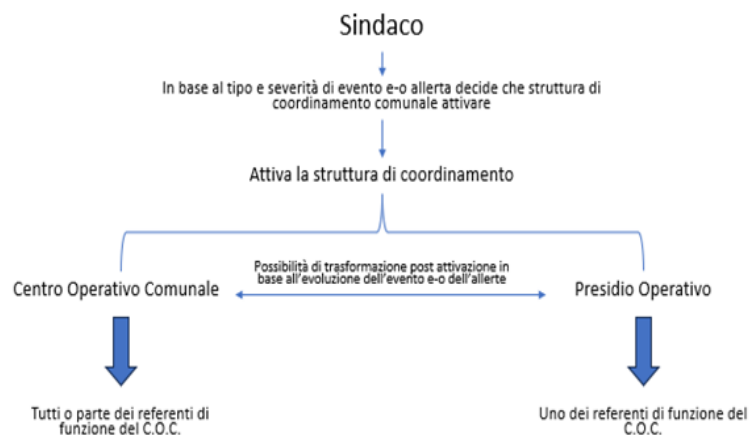 Sindaco
In base al tipo e severità di evento e-o allerta decide che struttura di
coordinamento comunale attivare
Attiva la struttura di coordinamento
Possibilità di trasformazione post attivazione in
base all'evoluzione dell'evento e-o dell'allerte
Centro Operativo Comunale
Presidio Operativo
Tutti o parte dei referenti di
funzione del C.O.C.
Uno dei referenti di funzione del
C.O.C.